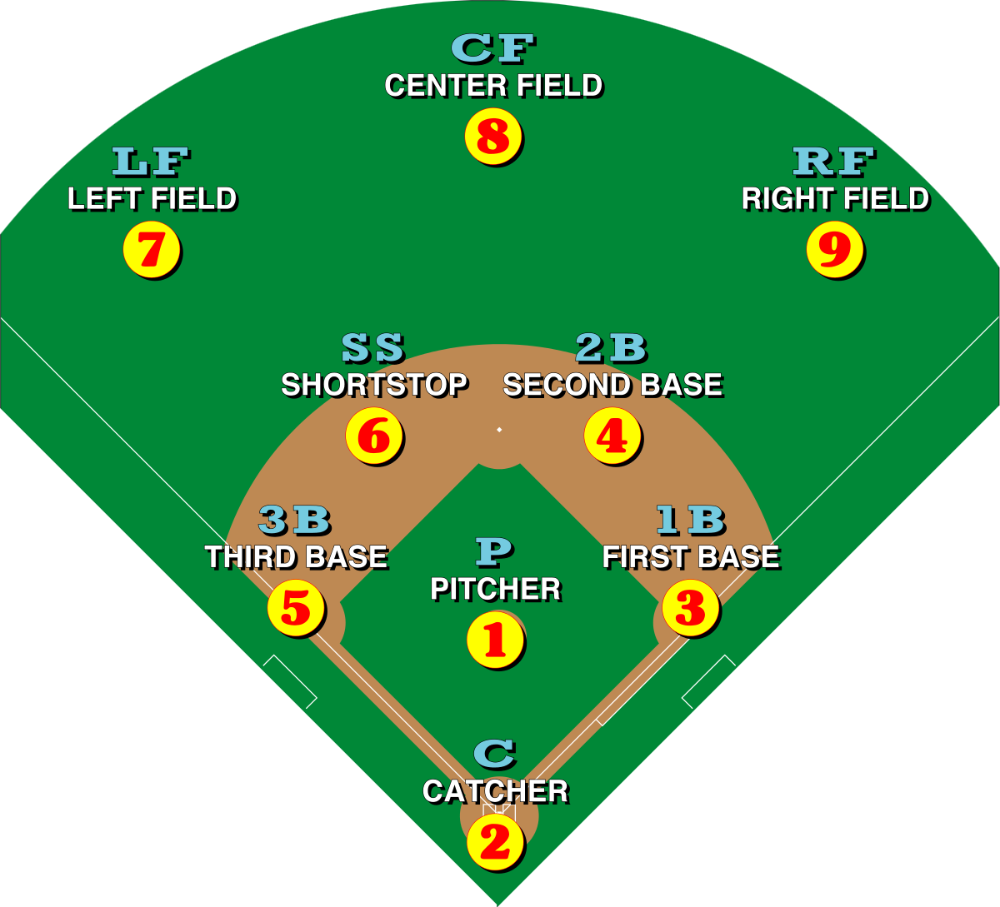 CF
CENTER FIELD
8
LF
LEFT FIELD
7
RF
RIGHT FIELD
9
SS
SHORTSTOP
6
2B
SECOND BASE
4
3B
THIRD BASE
5
P
PITCHER
1
1B
FIRST BASE
3
C
CATCHER
2